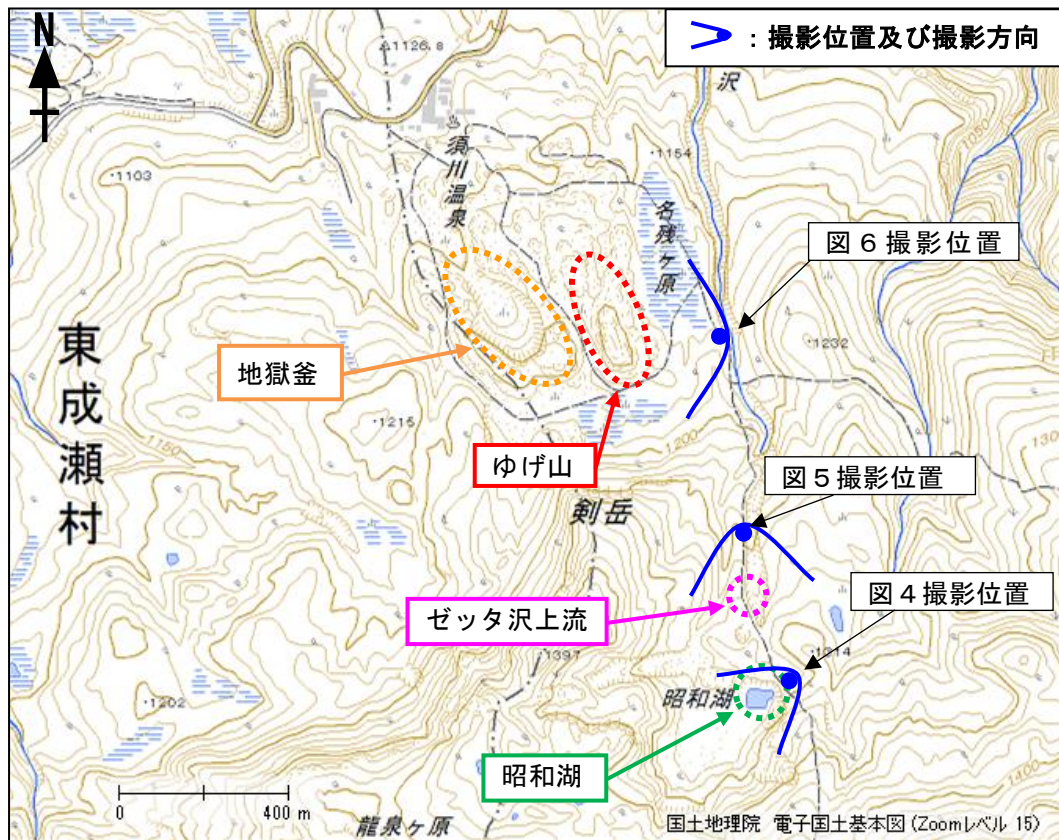 N
：撮影位置及び撮影方向
・1126.8
沢
須川温泉
・1154
・1103
名残ヶ原
図６撮影位置
東成瀬村
地獄釜
・1232
・1215
1150
1200
ゆげ山
図５撮影位置
剣岳
図４撮影位置
ゼッタ沢上流
・1397
・1314
昭和湖
・1202
昭和湖
1400
0
400 m
龍泉ヶ原
国土地理院 電子国土基本図(Zoomレベル 15)